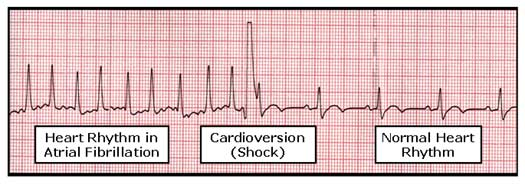 Heart Rhythm in
Atrial Fibrillation
Cardioversion
(Shock)
Normal Heart
Rhythm